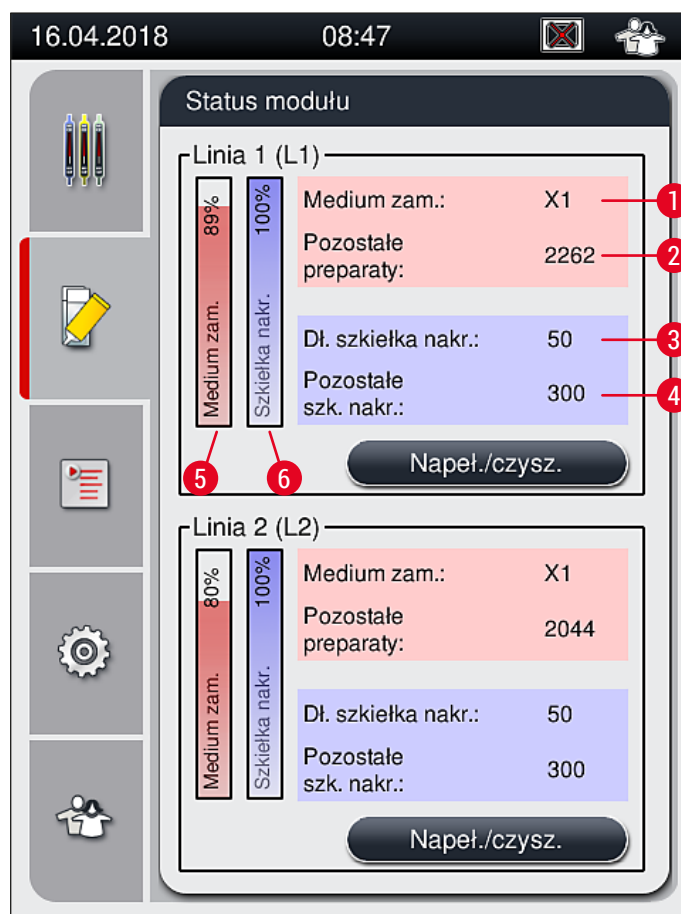 16.04.2018 08:47
Status modułu
Linia 1 (L1)
89%
Medium zam.
100%
Szkiełka nakr.
Medium zam.: X1 1
Pozostałe
preparaty: 2262 2
Dł. szkiełka nakr.: 50 3
Pozostałe
szk. nakr.: 300 4
5 6
Napeł./czysz.
Linia 2 (L2)
80%
Medium zam.
100%
Szkiełka nakr.
Medium zam.: X1
Pozostałe
preparaty: 2044
Dł. szkiełka nakr.: 50
Pozostałe
szk. nakr.: 300
Napeł./czysz.